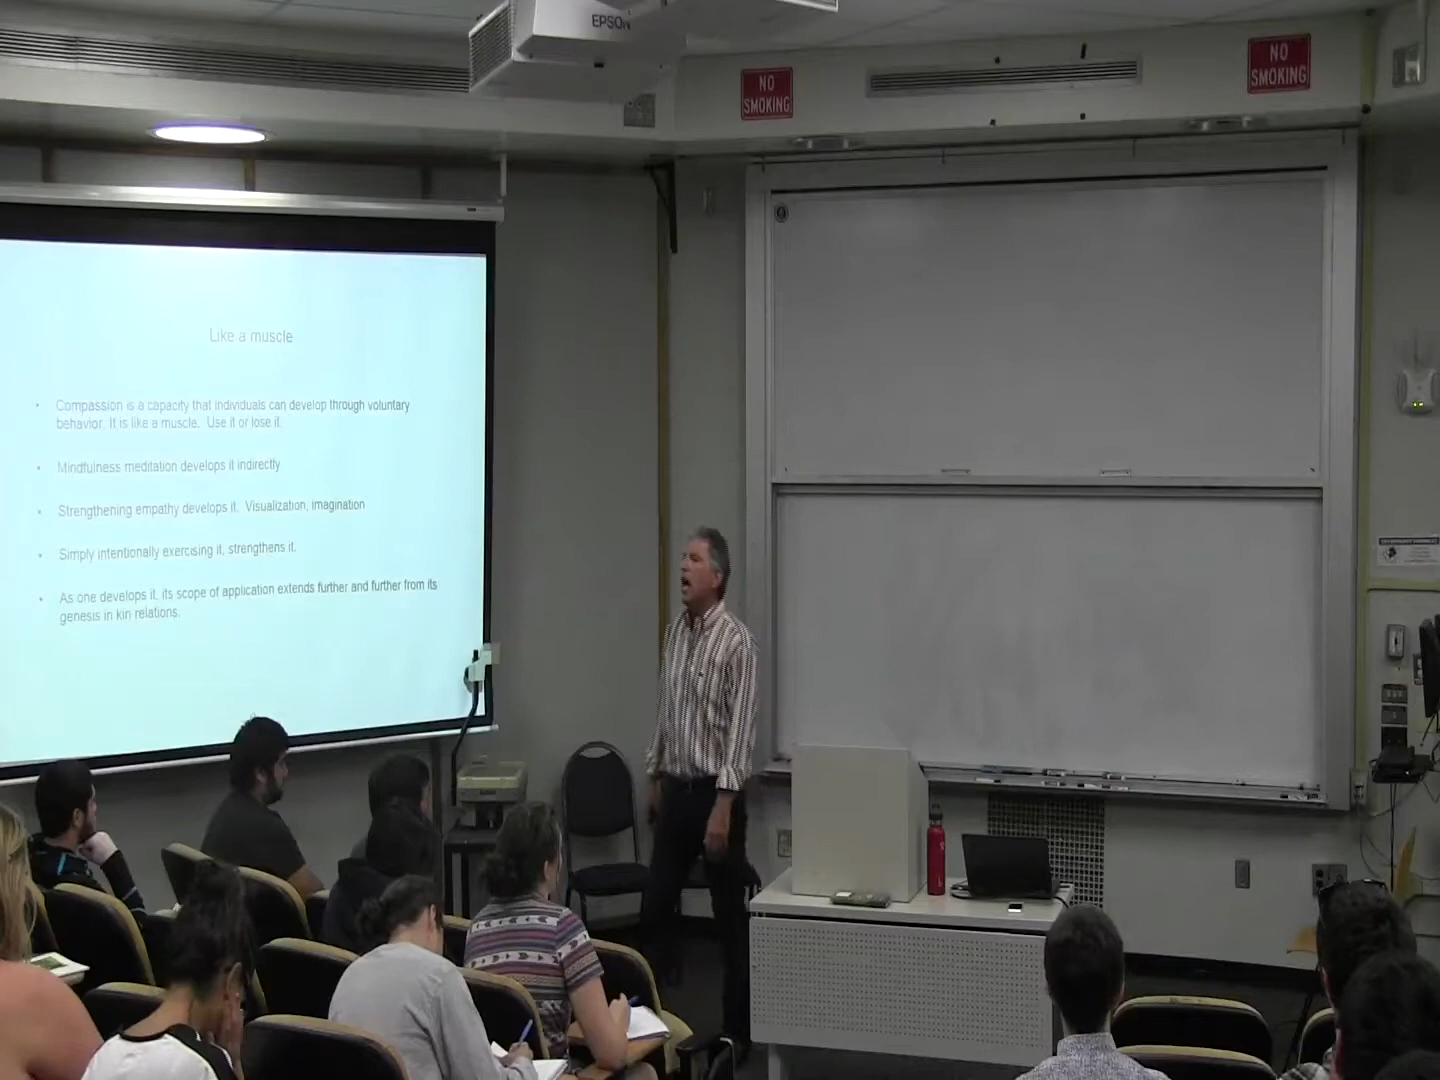 EPSON
NO
SMOKING
NO
SMOKING
Like a muscle
• Compassion is a capacity that individuals can develop through voluntary
behavior. It is like a muscle. Use it or lose it.
• Mindfulness meditation develops it indirectly
• Strengthening empathy develops it. Visualization, imagination
• Simply intentionally exercising it, strengthens it.
• As one develops it, its scope of application extends further and further from its
genesis in kin relations.